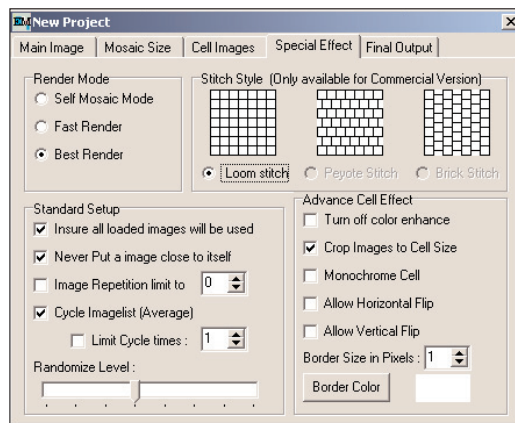 EM New Project
Main Image Mosaic Size Cell Images Special Effect Final Output
Render Mode
Self Mosaic Mode
Fast Render
Best Render
Stitch Style (Only available for Commercial Version)
Loom stitch Peyote Stitch Brick Stitch
Standard Setup
Insure all loaded images will be used
Never Put a image close to itself
Image Repetition limit to 0
Cycle Imagelist (Average)
Limit Cycle times : 1
Randomize Level :
Advance Cell Effect
Turn off color enhance
Crop Images to Cell Size
Monochrome Cell
Allow Horizontal Flip
Allow Vertical Flip
Border Size in Pixels : 1
Border Color